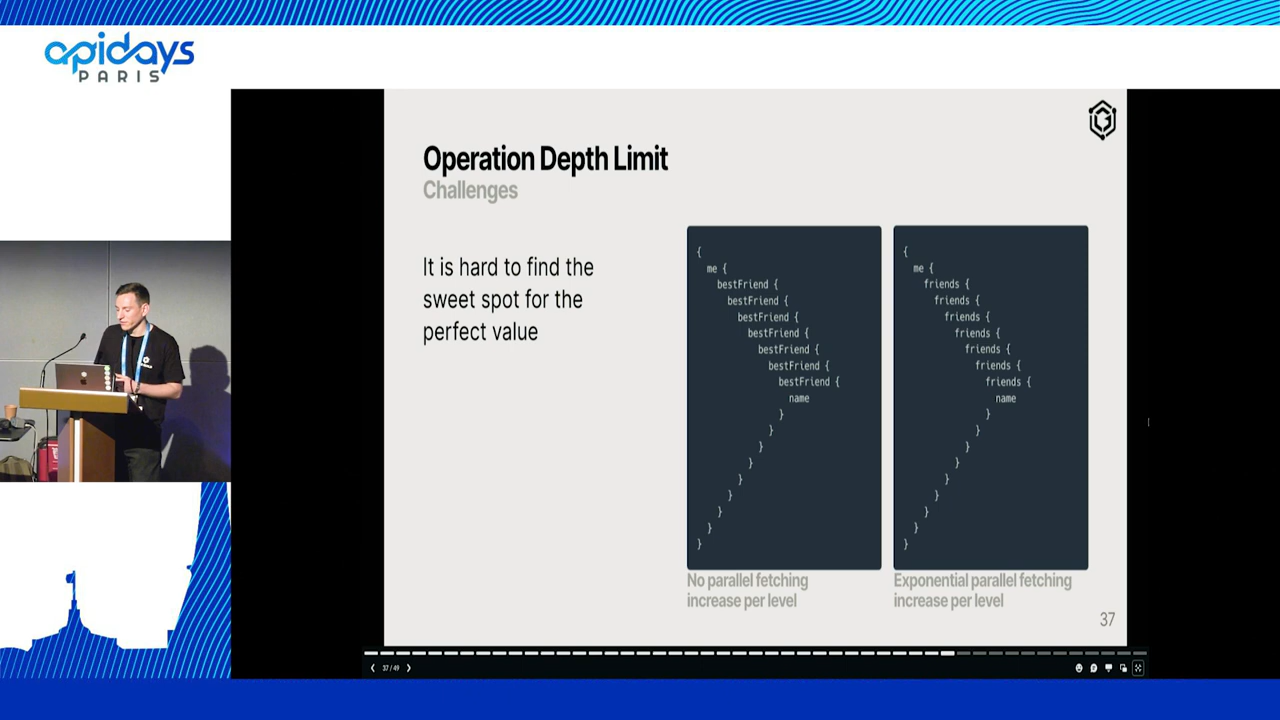 apidays
PARIS
Operation Depth Limit
Challenges
It is hard to find the
sweet spot for the
perfect value
{
me {
bestFriend {
bestFriend {
bestFriend {
bestFriend {
bestFriend {
bestFriend {
bestFriend {
name
}
}
}
}
}
}
}
}
}
No parallel fetching
increase per level
{
me {
friends {
friends {
friends {
friends {
friends {
friends {
friends {
name
}
}
}
}
}
}
}
}
}
Exponential parallel fetching
increase per level
37
37 / 49